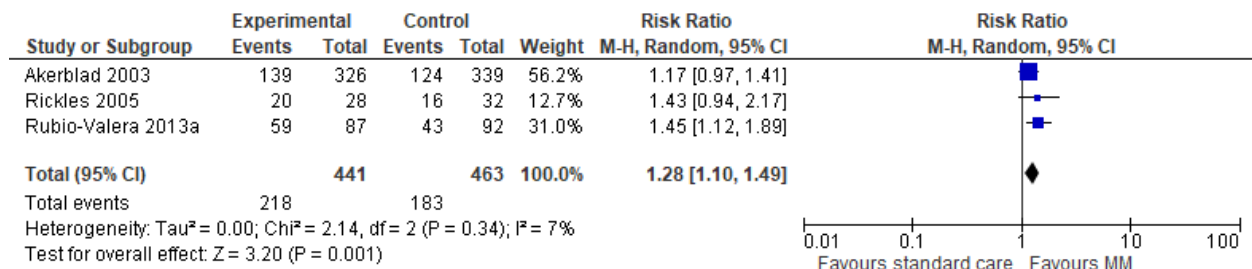 Experimental Control Risk Ratio Risk Ratio
Study or Subgroup Events Total Events Total Weight M-H, Random, 95% CI M-H, Random, 95% CI
Akerblad 2003 139 326 124 339 56.2% 1.17 [0.97, 1.41]
Rickles 2005 20 28 16 32 12.7% 1.43 [0.94, 2.17]
Rubio-Valera 2013a 59 87 43 92 31.0% 1.45 [1.12, 1.89]
Total (95% CI) 441 463 100.0% 1.28 [1.10, 1.49]
Total events 218 183
Heterogeneity: Tau² = 0.00; Chi² = 2.14, df = 2 (P = 0.34); I² = 7%
Test for overall effect: Z = 3.20 (P = 0.001)
0.01 0.1 1 10 100
Favours standard care Favours MM